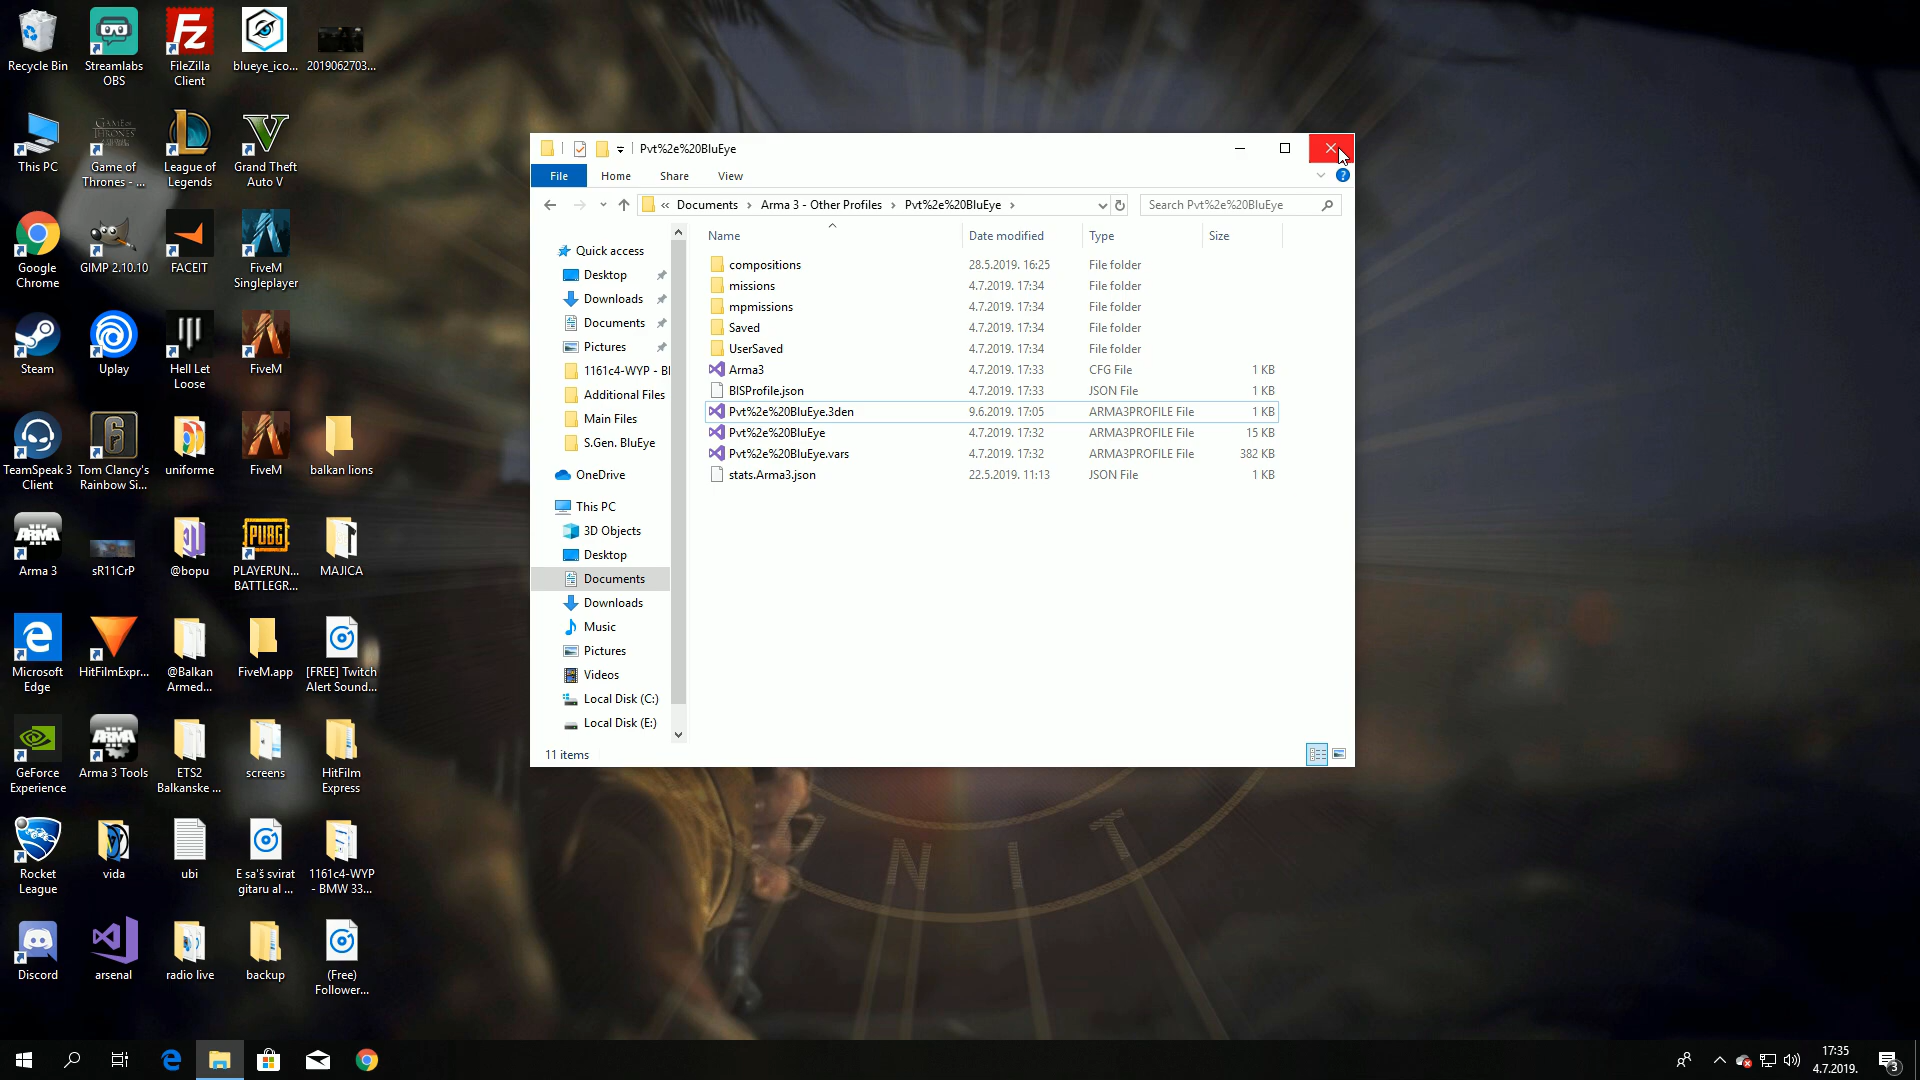 Recycle Bin
Streamlabs
OBS
FileZilla
Client
blueye_ico...
2019062703...
This PC
Game of
Thrones - ...
League of
Legends
Grand Theft
Auto V
Google
Chrome
GIMP 2.10.10
FACEIT
FiveM
Singleplayer
Steam
Uplay
Hell Let
Loose
FiveM
TeamSpeak 3
Client
Tom Clancy's
Rainbow Si...
uniforme
FiveM
balkan lions
Arma 3
sR11CrP
@bopu
PLAYERUN...
BATTLEGR...
MAJICA
Microsoft
Edge
HitFilmExpr...
@Balkan
Armed...
FiveM.app
[FREE] Twitch
Alert Sound...
GeForce
Experience
Arma 3 Tools
ETS2
Balkanske ...
screens
HitFilm
Express
Rocket
League
vida
ubi
E sa'š svirat
gitaru al ...
1161c4-WYP
- BMW 33...
Discord
arsenal
radio live
backup
(Free)
Follower...
Pvt%2e%20BluEye
File Home Share View
« Documents › Arma 3 - Other Profiles › Pvt%2e%20BluEye ›
Search Pvt%2e%20BluEye
Quick access
Desktop
Downloads
Documents
Pictures
1161c4-WYP - Bl
Additional Files
Main Files
S.Gen. BluEye
OneDrive
This PC
3D Objects
Desktop
Documents
Downloads
Music
Pictures
Videos
Local Disk (C:)
Local Disk (E:)
Name Date modified Type Size
compositions 28.5.2019. 16:25 File folder
missions 4.7.2019. 17:34 File folder
mpmissions 4.7.2019. 17:34 File folder
Saved 4.7.2019. 17:34 File folder
UserSaved 4.7.2019. 17:34 File folder
Arma3 4.7.2019. 17:33 CFG File 1 KB
BISProfile.json 4.7.2019. 17:33 JSON File 1 KB
Pvt%2e%20BluEye.3den 9.6.2019. 17:05 ARMA3PROFILE File 1 KB
Pvt%2e%20BluEye 4.7.2019. 17:32 ARMA3PROFILE File 15 KB
Pvt%2e%20BluEye.vars 4.7.2019. 17:32 ARMA3PROFILE File 382 KB
stats.Arma3.json 22.5.2019. 11:13 JSON File 1 KB
11 items
N I T
17:35
4.7.2019.
3